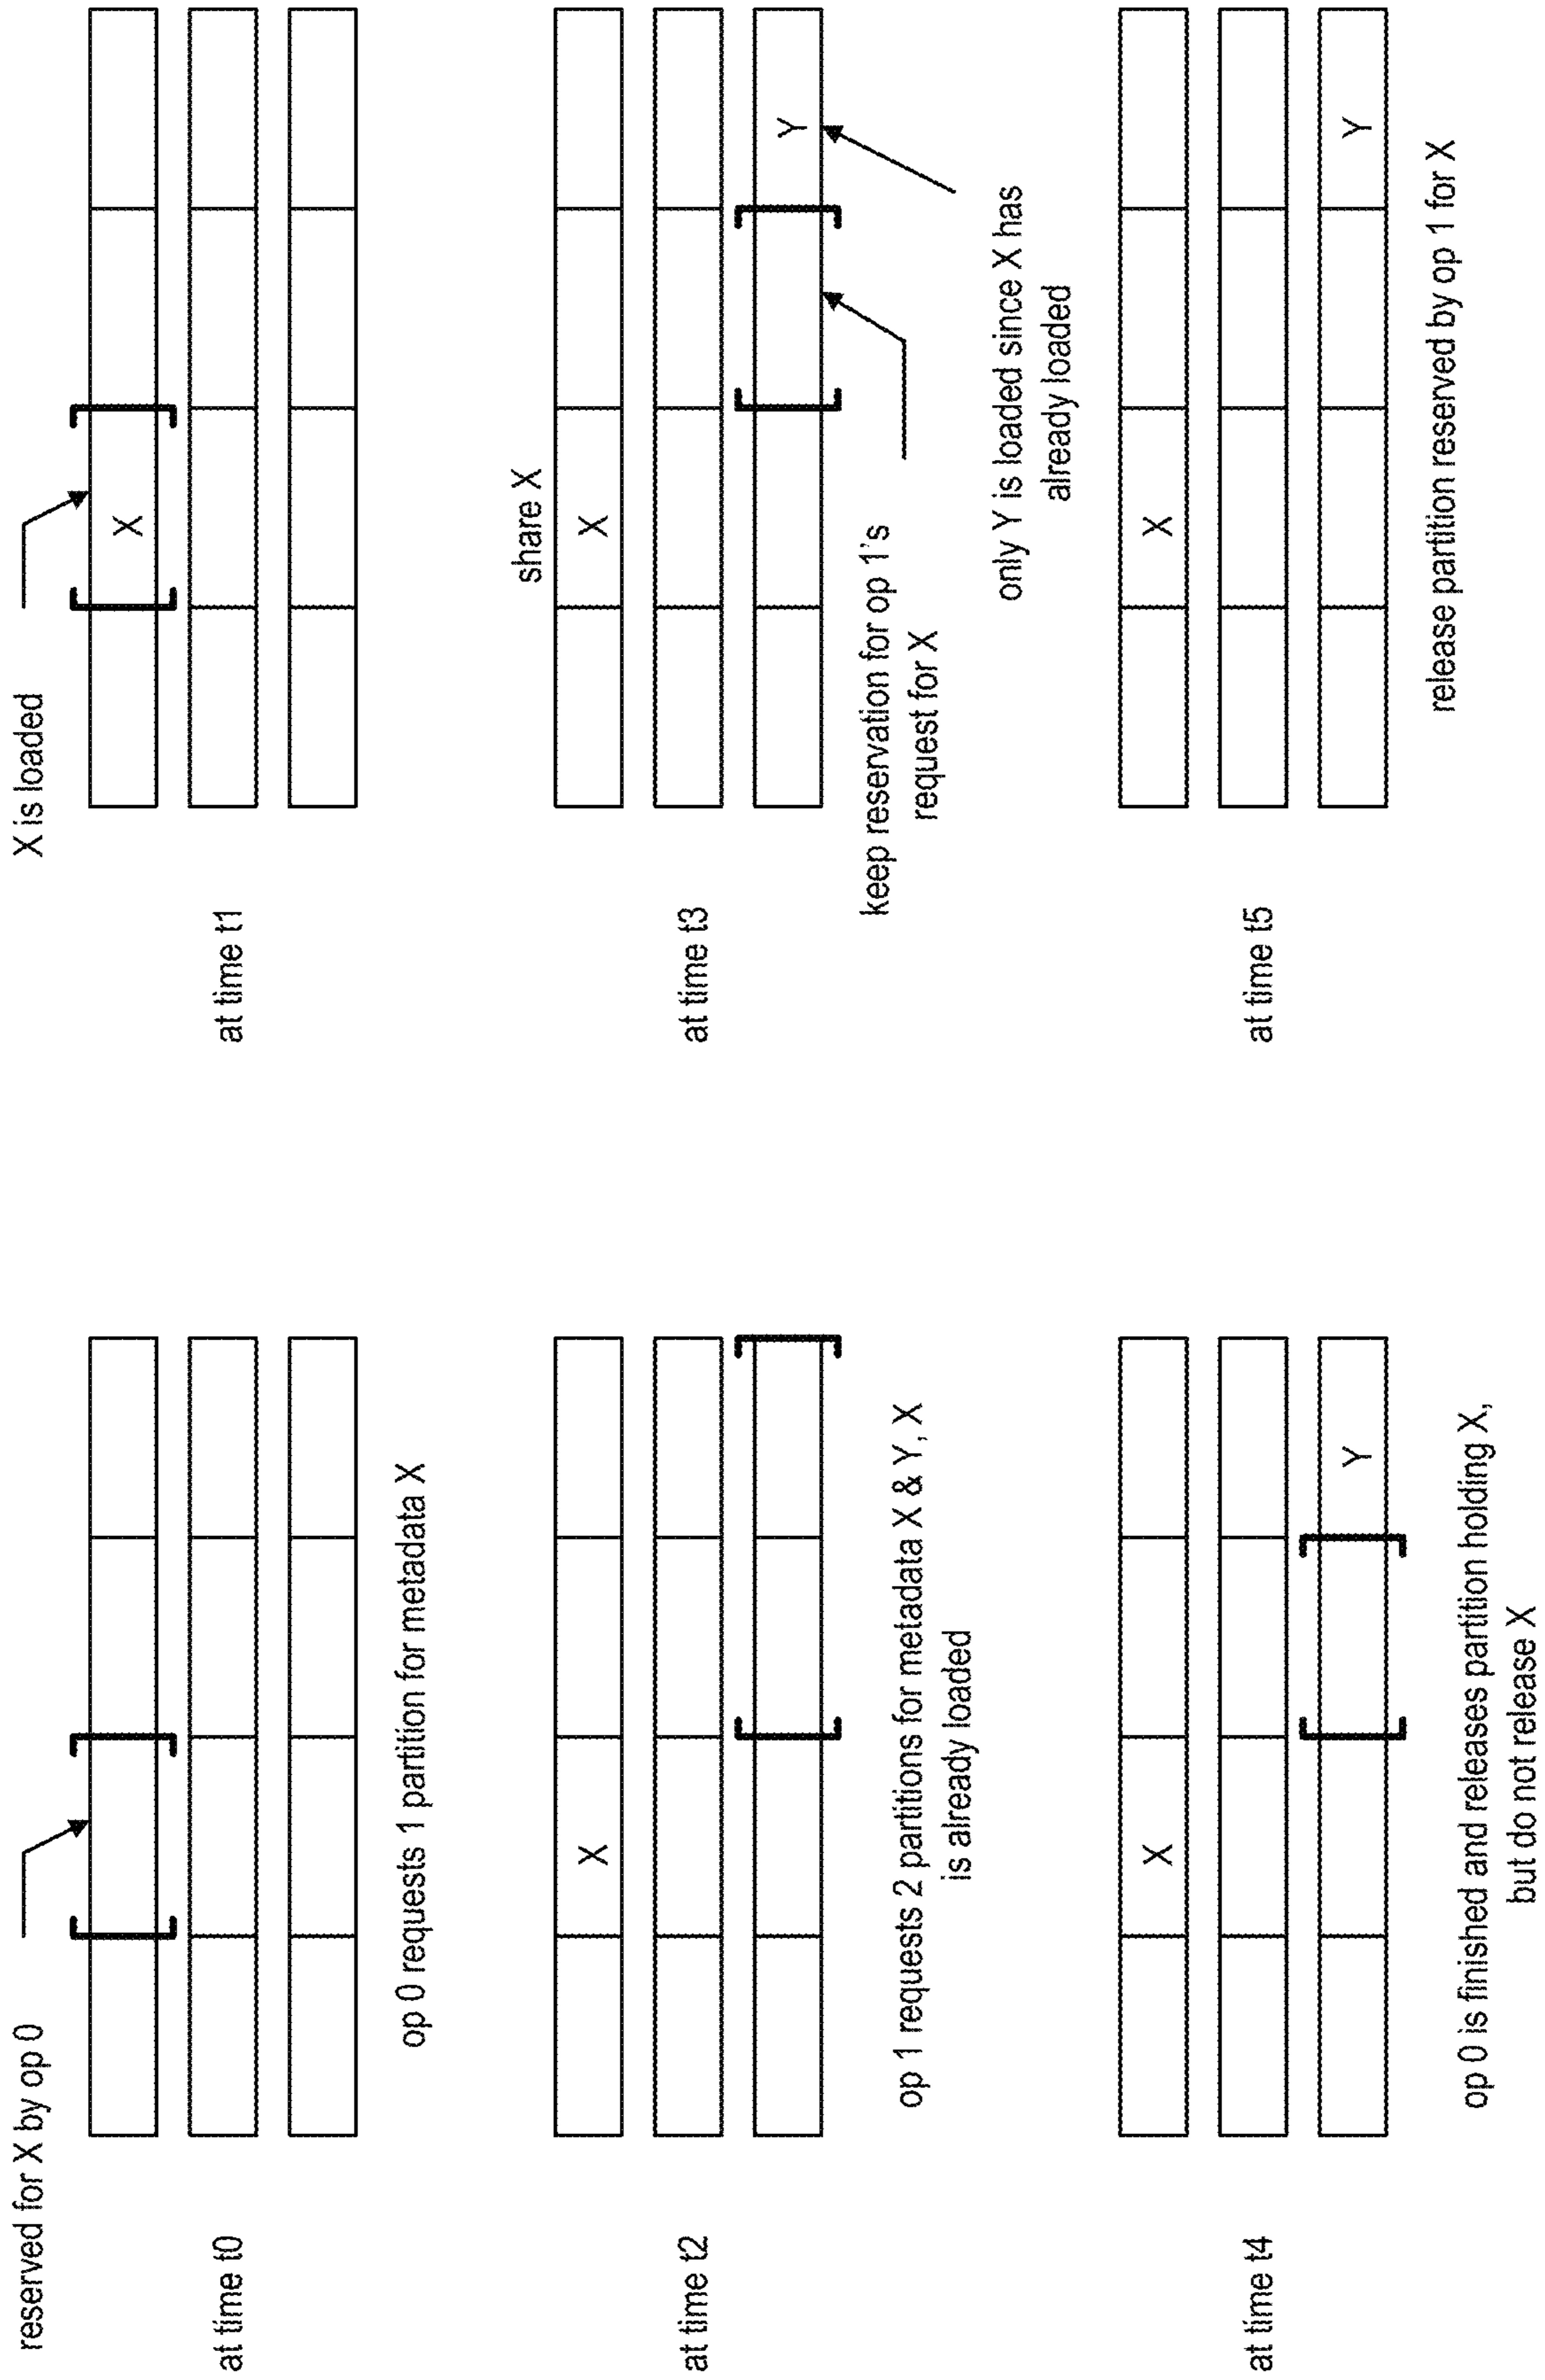 reserved for X by op 0
at time t0
op 0 requests 1 partition for metadata X
X is loaded
X
at time t1
at time t2
X
op 1 requests 2 partitions for metadata X & Y, X
is already loaded
share X
X
Y
at time t3
keep reservation for op 1's
request for X
only Y is loaded since X has
already loaded
at time t4
X
Y
op 0 is finished and releases partition holding X,
but do not release X
at time t5
X
Y
release partition reserved by op 1 for X